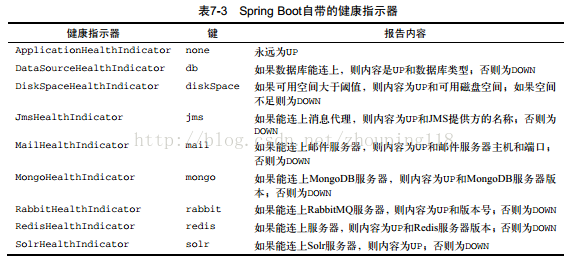 表7-3 Spring Boot自带的健康指示器
健康指示器 键 报告内容
ApplicationHealthIndicator none 永远为UP
DataSourceHealthIndicator db 如果数据库能连上，则内容是UP和数据库类型；否则为DOWN
DiskSpaceHealthIndicator diskSpace 如果可用空间大于阈值，则内容为UP和可用磁盘空间；如果空间
不足则为DOWN
JmsHealthIndicator jms 如果能连上消息代理，则内容为UP和JMS提供方的名称；否则为
DOWN
MailHealthIndicator mail 如果能连上邮件服务器，则内容为UP和邮件服务器主机和端口；
否则为DOWN
MongoHealthIndicator mongo 如果能连上MongoDB服务器，则内容为UP和MongoDB服务器版
本；否则为DOWN
RabbitHealthIndicator rabbit 如果能连上RabbitMQ服务器，则内容为UP和版本号；否则为DOWN
RedisHealthIndicator redis 如果能连上服务器，则内容为UP和Redis服务器版本；否则为DOWN
SolrHealthIndicator solr 如果能连上Solr服务器，则内容为UP；否则为DOWN
http://blog.csdn.net/zhouping118